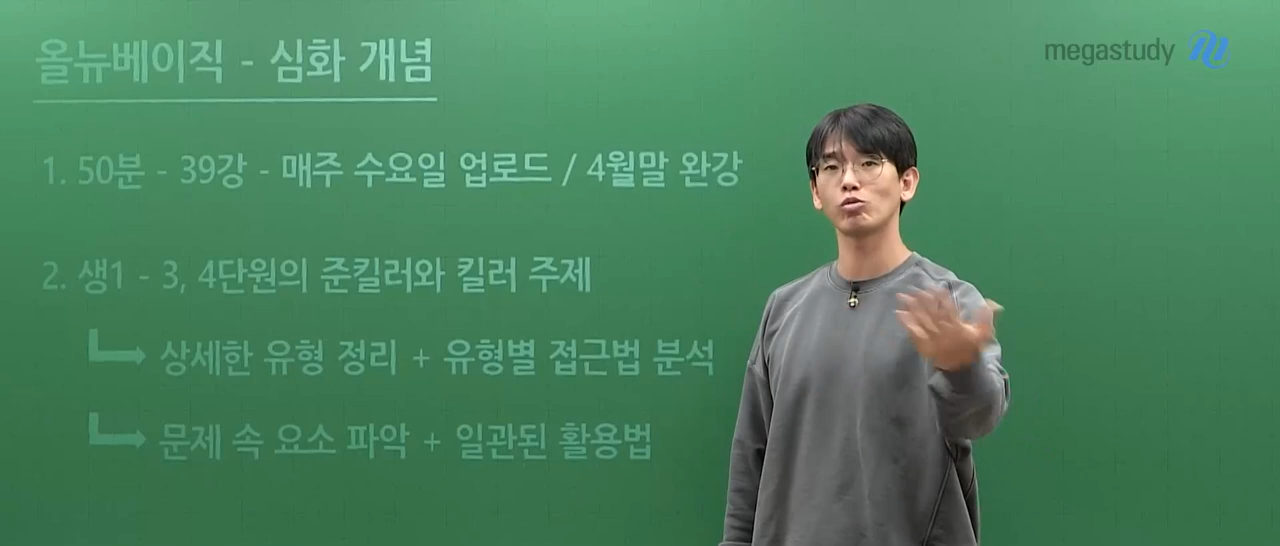 올뉴베이직 - 심화 개념
megastudy
1. 50분 - 39강 - 매주 수요일 업로드 / 4월말 완강
2. 생1 - 3, 4단원의 준킬러와 킬러 주제
상세한 유형 정리 + 유형별 접근법 분석
문제 속 요소 파악 + 일관된 활용법